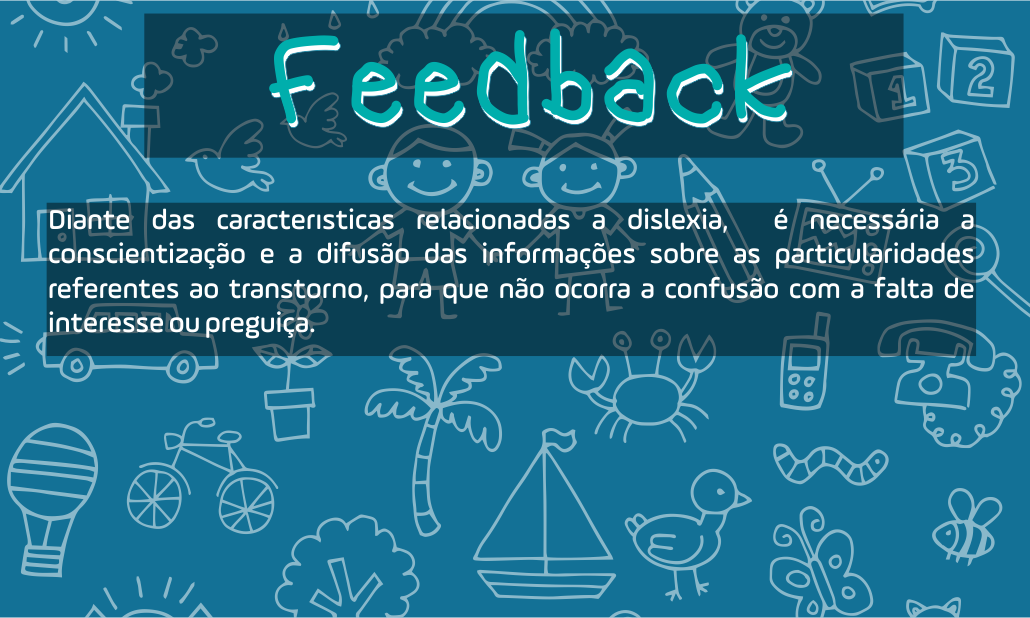 Feedback
1
2
3
Diante das caracterısticas relacionadas a dislexia, é necessária a
conscientização e a difusão das informações sobre as particularidades
referentes ao transtorno, para que não ocorra a confusão com a falta de
interesse ou preguiça.